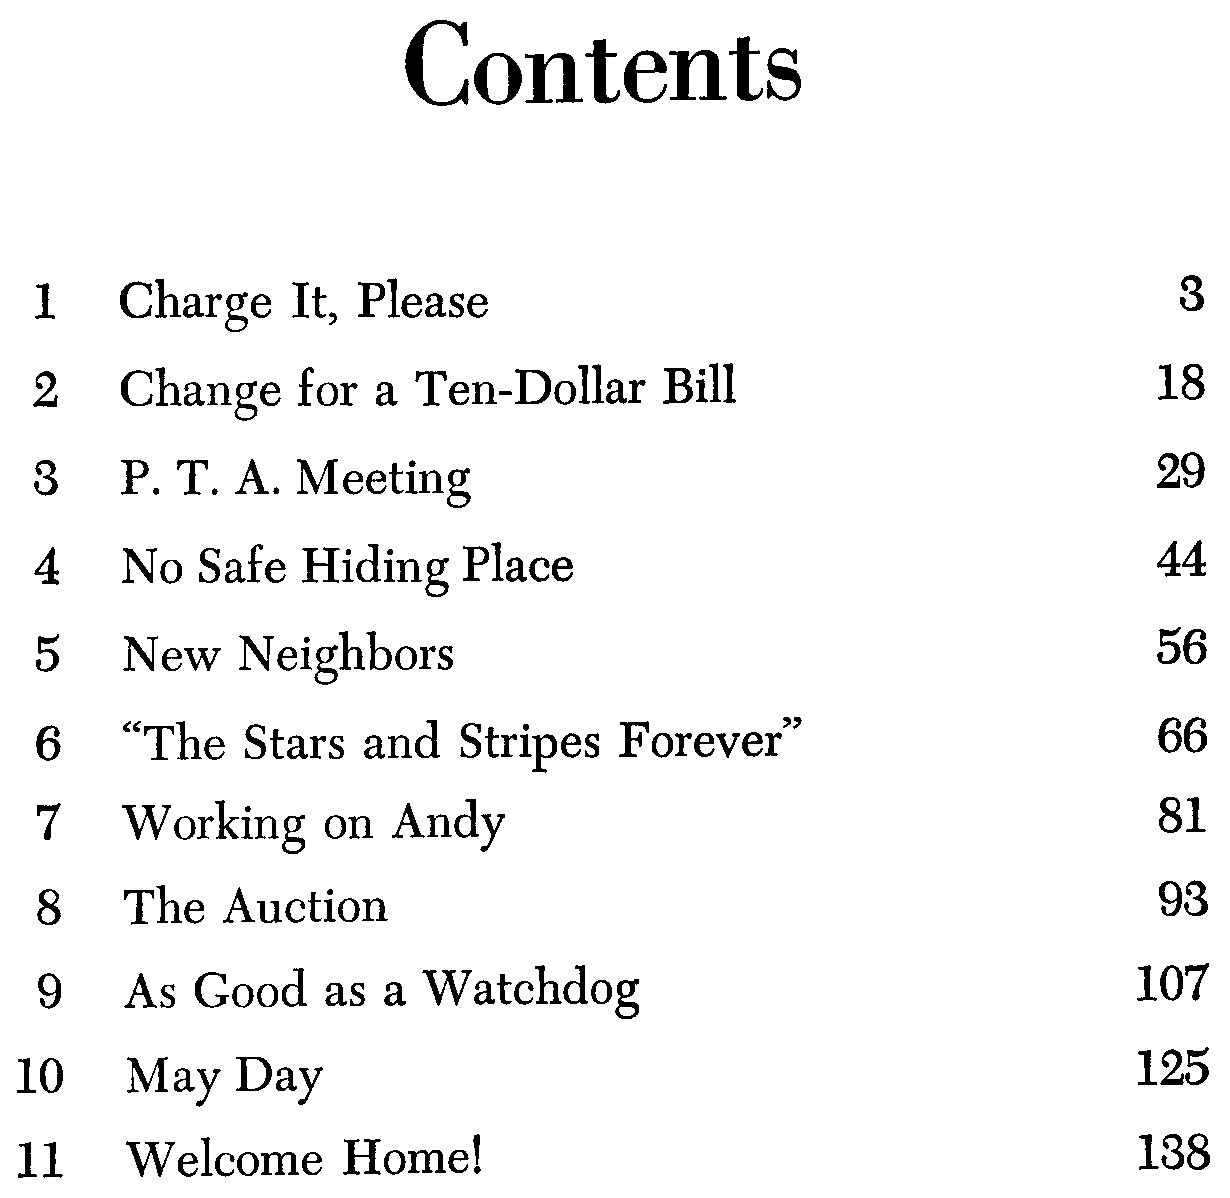 Contents
1 Charge It, Please 3
2 Change for a Ten-Dollar Bill 18
3 P. T. A. Meeting 29
4 No Safe Hiding Place 44
5 New Neighbors 56
6 “The Stars and Stripes Forever” 66
7 Working on Andy 81
8 The Auction 93
9 As Good as a Watchdog 107
10 May Day 125
11 Welcome Home! 138